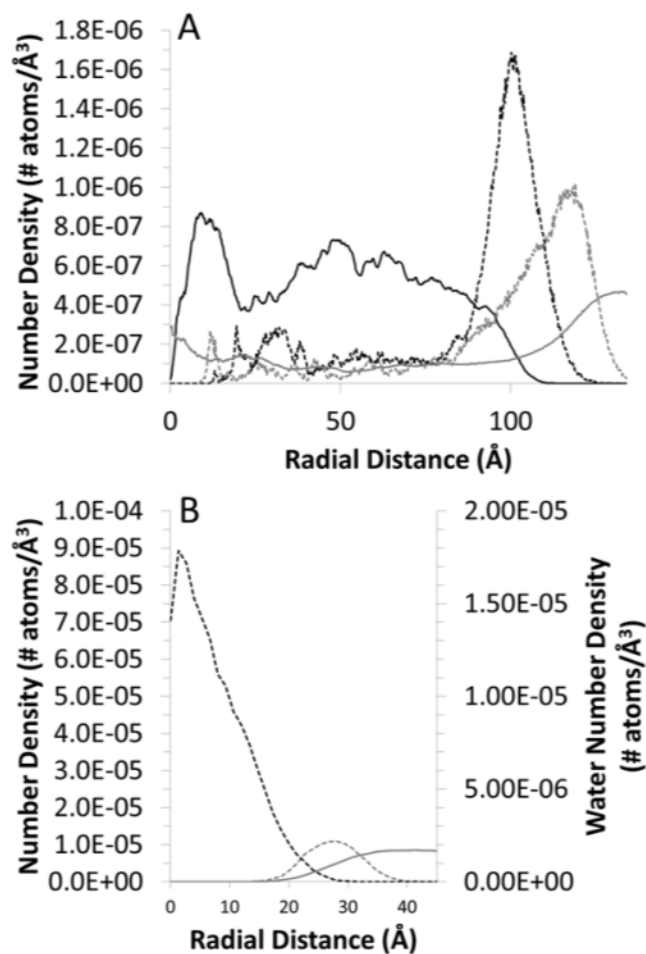 A
Number Density (# atoms/Å³)
1.8E-06
1.6E-06
1.4E-06
1.2E-06
1.0E-06
8.0E-07
6.0E-07
4.0E-07
2.0E-07
0.0E+00
0
50
100
Radial Distance (Å)
B
Number Density (# atoms/Å³)
1.0E-04
9.0E-05
8.0E-05
7.0E-05
6.0E-05
5.0E-05
4.0E-05
3.0E-05
2.0E-05
1.0E-05
0.0E+00
2.00E-05
1.50E-05
1.00E-05
5.00E-06
0.00E+00
Water Number Density
(# atoms/Å³)
0
10
20
30
40
Radial Distance (Å)